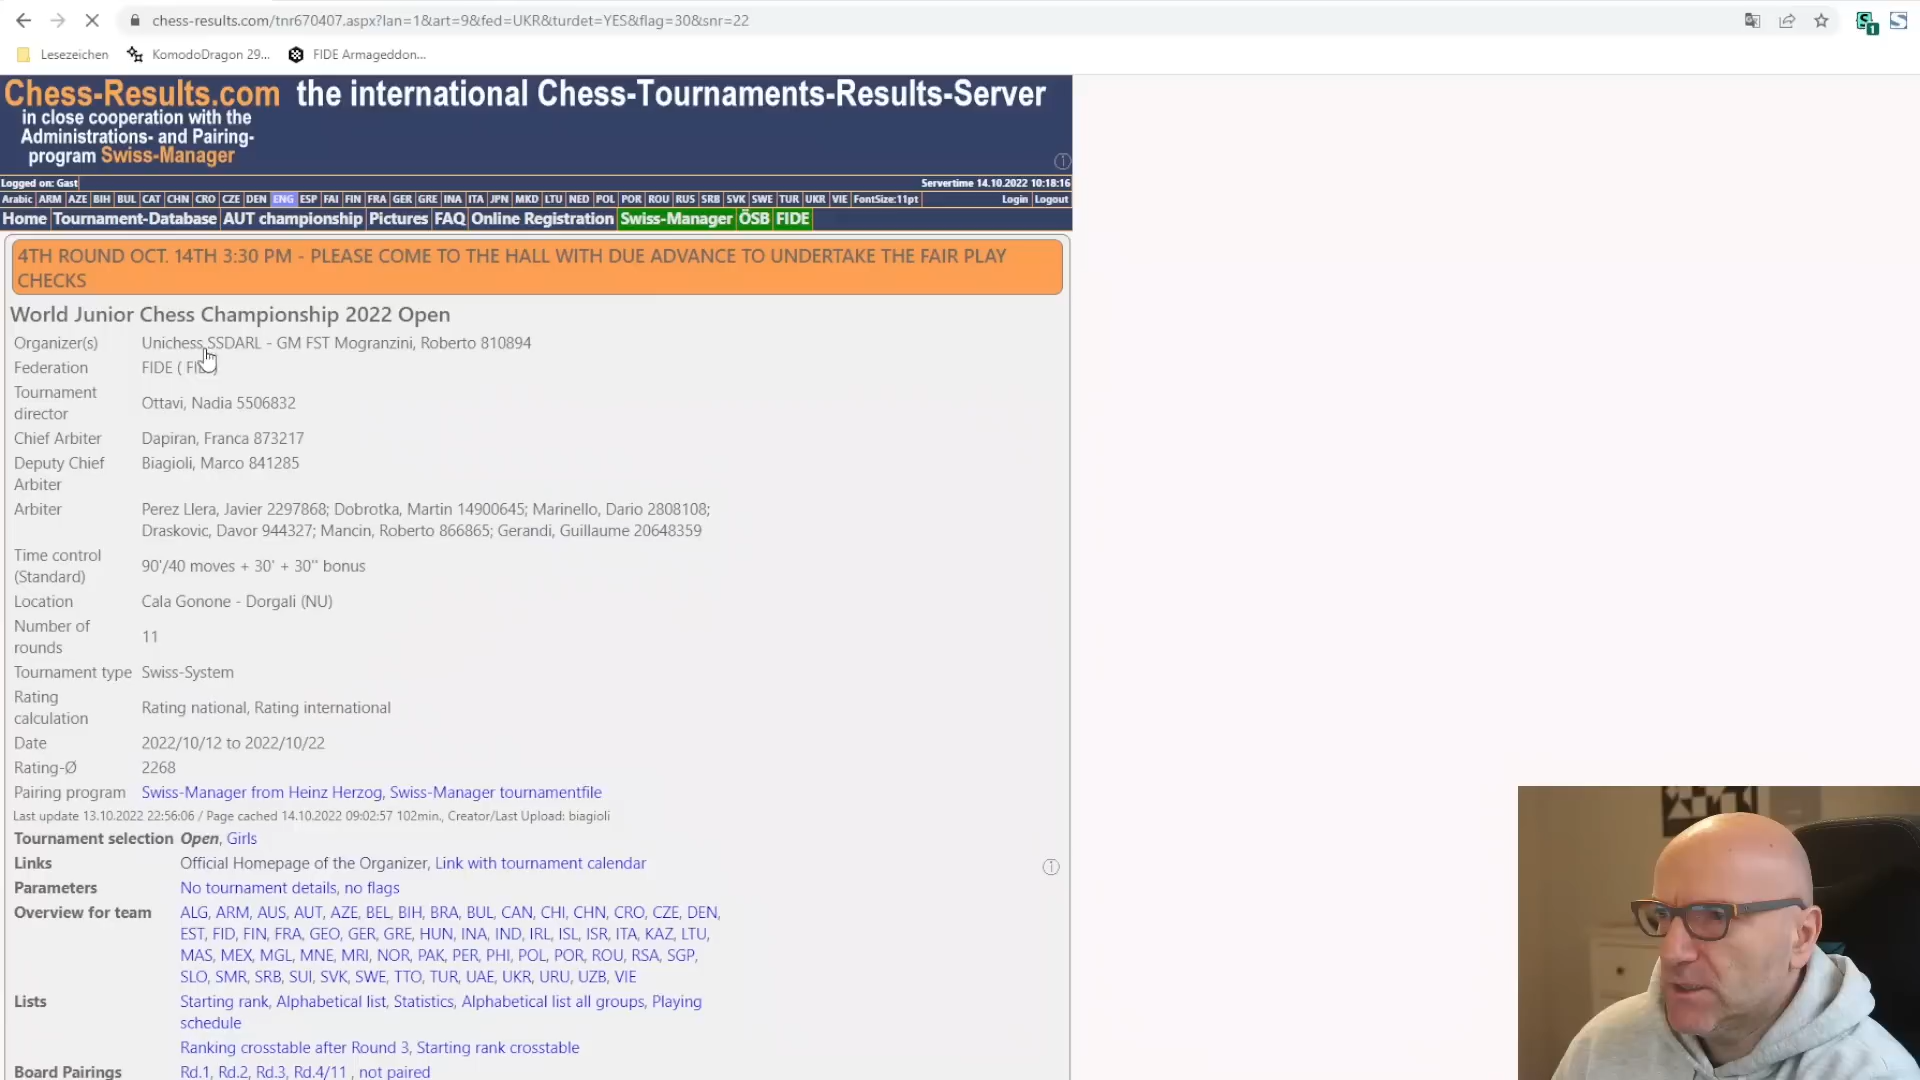 chess-results.com/tnr670407.aspx?lan=1&art=9&fed=UKR&turdet=YES&flag=30&snr=22
1
Lesezeichen KomodoDragon 29... FIDE Armageddon...
Chess-Results.com the international Chess-Tournaments-Results-Server
in close cooperation with the
Administrations- and Pairing-
program Swiss-Manager
Logged on: Gast Servertime 14.10.2022 10:18:16
Arabic ARM AZE BIH BUL CAT CHN CRO CZE DEN ENG ESP FAI FIN FRA GER GRE INA ITA JPN MKD LTU NED POL POR ROU RUS SRB SVK SWE TUR UKR VIE FontSize:11pt Login Logout
Home Tournament-Database AUT championship Pictures FAQ Online Registration Swiss-Manager ÖSB FIDE
4TH ROUND OCT. 14TH 3:30 PM - PLEASE COME TO THE HALL WITH DUE ADVANCE TO UNDERTAKE THE FAIR PLAY
CHECKS
World Junior Chess Championship 2022 Open
Organizer(s) Unichess SSDARL - GM FST Mogranzini, Roberto 810894
Federation FIDE (
Tournament
director
Ottavi, Nadia 5506832
Chief Arbiter Dapiran, Franca 873217
Deputy Chief
Arbiter
Biagioli, Marco 841285
Arbiter Perez Llera, Javier 2297868; Dobrotka, Martin 14900645; Marinello, Dario 2808108;
Draskovic, Davor 944327; Mancin, Roberto 866865; Gerandi, Guillaume 20648359
Time control
(Standard)
90'/40 moves + 30' + 30'' bonus
Location Cala Gonone - Dorgali (NU)
Number of
rounds
11
Tournament type Swiss-System
Rating
calculation
Rating national, Rating international
Date 2022/10/12 to 2022/10/22
Rating-Ø 2268
Pairing program Swiss-Manager from Heinz Herzog, Swiss-Manager tournamentfile
Last update 13.10.2022 22:56:06 / Page cached 14.10.2022 09:02:57 102min., Creator/Last Upload: biagioli
Tournament selection Open, Girls
Links Official Homepage of the Organizer, Link with tournament calendar
Parameters No tournament details, no flags
Overview for team ALG, ARM, AUS, AUT, AZE, BEL, BIH, BRA, BUL, CAN, CHI, CHN, CRO, CZE, DEN,
EST, FID, FIN, FRA, GEO, GER, GRE, HUN, INA, IND, IRL, ISL, ISR, ITA, KAZ, LTU,
MAS, MEX, MGL, MNE, MRI, NOR, PAK, PER, PHI, POL, POR, ROU, RSA, SGP,
SLO, SMR, SRB, SUI, SVK, SWE, TTO, TUR, UAE, UKR, URU, UZB, VIE
Lists Starting rank, Alphabetical list, Statistics, Alphabetical list all groups, Playing
schedule
Ranking crosstable after Round 3, Starting rank crosstable
Board Pairings Rd.1, Rd.2, Rd.3, Rd.4/11 , not paired